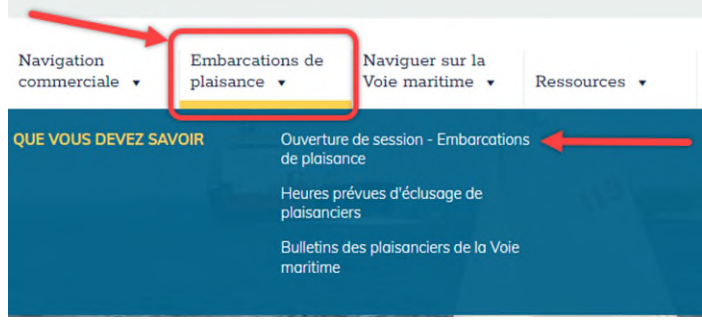 Navigation
commerciale
Embarcations de
plaisance
Naviguer sur la
Voie maritime
Ressources
QUE VOUS DEVEZ SAVOIR
Ouverture de session - Embarcations
de plaisance
Heures prévues d'éclusage de
plaisanciers
Bulletins des plaisanciers de la Voie
maritime